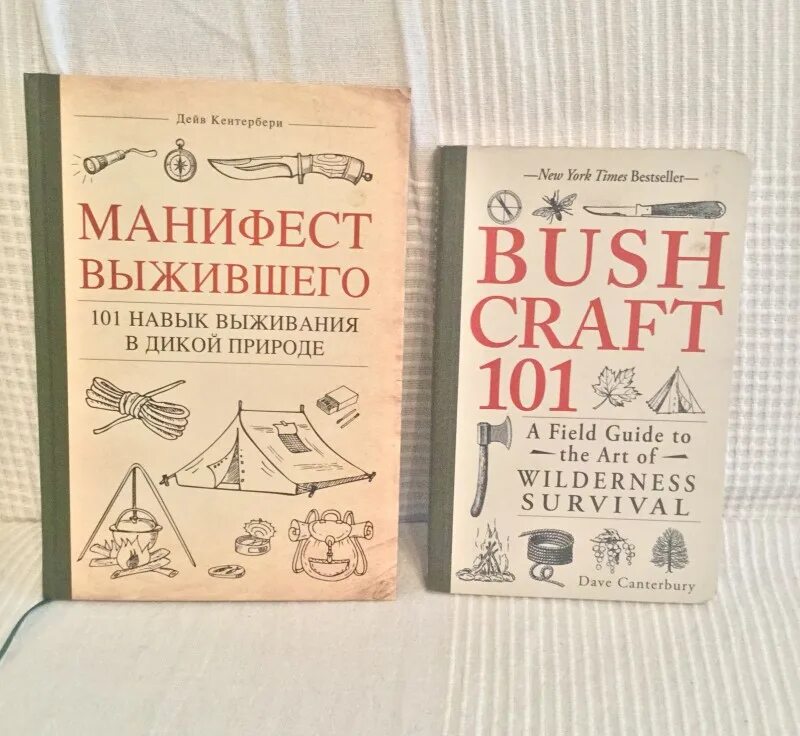 Дейв Кентербери
МАНИФЕСТ
ВЫЖИВШЕГО
101 НАВЫК ВЫЖИВАНИЯ
В ДИКОЙ ПРИРОДЕ
New York Times Bestseller
BUSH
CRAFT
101
A Field Guide to
the Art of
WILDERNESS
SURVIVAL
Dave Canterbury